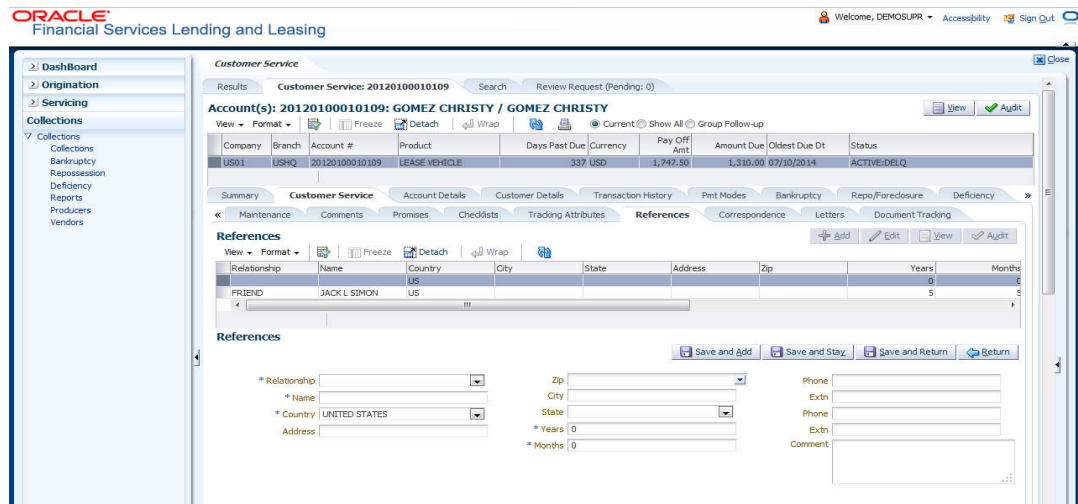 ORACLE
Financial Services Lending and Leasing
Welcome, DEMOSUPR Accessibility Sign Out
Close
DashBoard
Origination
Servicing
Collections
Collections
Collections
Bankruptcy
Repossession
Deficiency
Reports
Producers
Vendors
Customer Service
Results Customer Service: 20120100010109 Search Review Request (Pending: 0)
Account(s): 20120100010109: GOMEZ CHRISTY / GOMEZ CHRISTY
View Audit
View Format Freeze Detach Wrap Current Show All Group Follow-up
Company Branch Account # Product Days Past Due Currency Pay Off Amt Amount Due Oldest Due Dt Status
US01 USHQ 20120100010109 LEASE VEHICLE 337 USD 1,747.50 1,310.00 07/10/2014 ACTIVE:DELQ
Summary Customer Service Account Details Customer Details Transaction History Pmt Modes Bankruptcy Repo/Foreclosure Deficiency »
« Maintenance Comments Promises Checklists Tracking Attributes References Correspondence Letters Document Tracking
References
Add Edit View Audit
View Format Freeze Detach Wrap
Relationship Name Country City State Address Zip Years Months
US 0 0
FRIEND JACK L SIMON US 5 5
References
Save and Add Save and Stay Save and Return Return
* Relationship
* Name
* Country UNITED STATES
Address
Zip
City
State
* Years 0
* Months 0
Phone
Extn
Phone
Extn
Comment